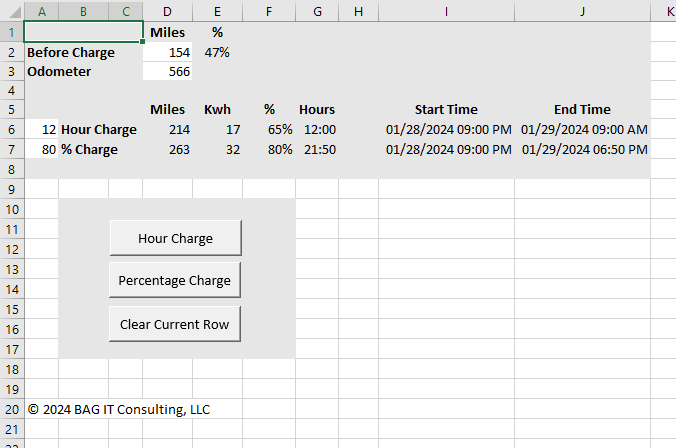 A B C D E F G H I J K
1 Miles %
2 Before Charge 154 47%
3 Odometer 566
4
5 Miles Kwh % Hours Start Time End Time
6 12 Hour Charge 214 17 65% 12:00 01/28/2024 09:00 PM 01/29/2024 09:00 AM
7 80 % Charge 263 32 80% 21:50 01/28/2024 09:00 PM 01/29/2024 06:50 PM
8
9
10
11 Hour Charge
12
13 Percentage Charge
14
15 Clear Current Row
16
17
18
19
20 © 2024 BAG IT Consulting, LLC
21